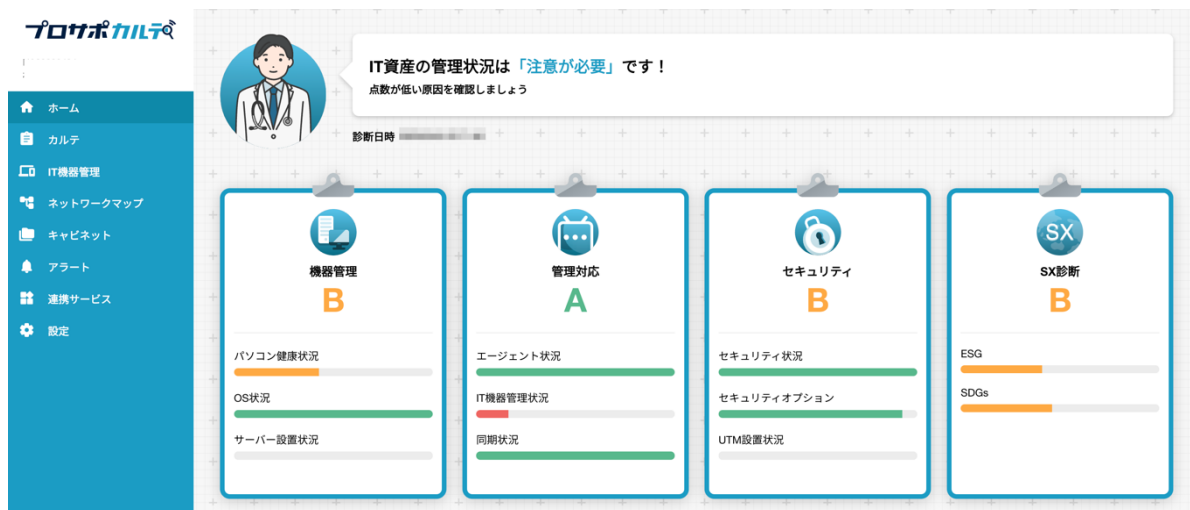 プロサポカルテ
ホーム
カルテ
IT機器管理
ネットワークマップ
キャビネット
アラート
連携サービス
設定
IT資産の管理状況は「注意が必要」です！
点数が低い原因を確認しましょう
診断日時
機器管理
B
パソコン健康状況
OS状況
サーバー設置状況
管理対応
A
エージェント状況
IT機器管理状況
同期状況
セキュリティ
B
セキュリティ状況
セキュリティオプション
UTM設置状況
SX
SX診断
B
ESG
SDGs